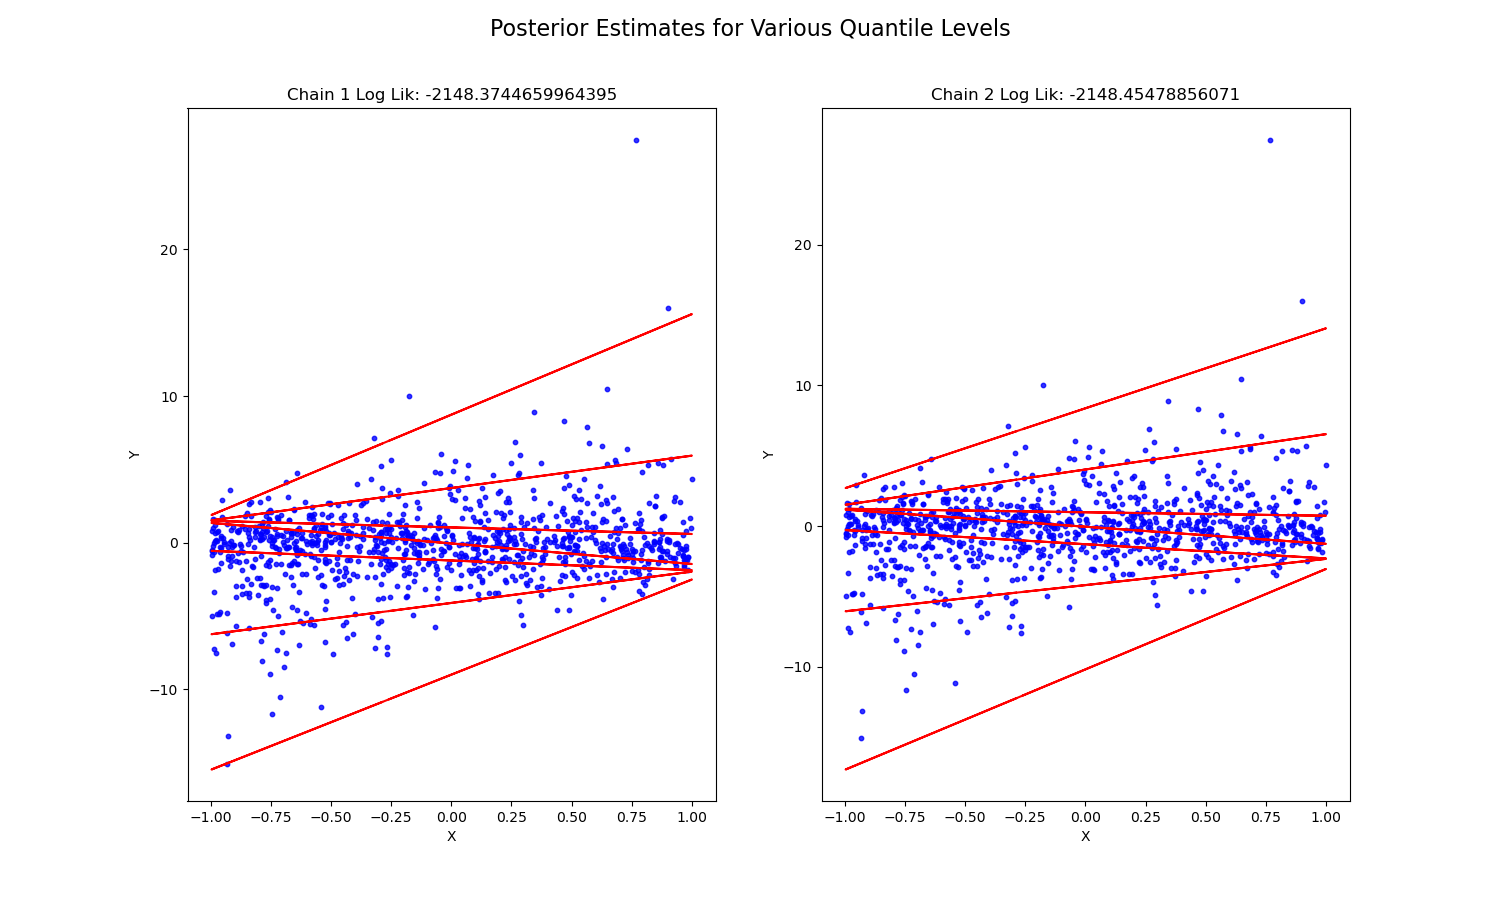 Posterior Estimates for Various Quantile Levels
Chain 1 Log Lik: -2148.3744659964395
Chain 2 Log Lik: -2148.45478856071
20
10
0
−10
Y
−1.00 −0.75 −0.50 −0.25 0.00 0.25 0.50 0.75 1.00
X
20
10
0
−10
Y
−1.00 −0.75 −0.50 −0.25 0.00 0.25 0.50 0.75 1.00
X